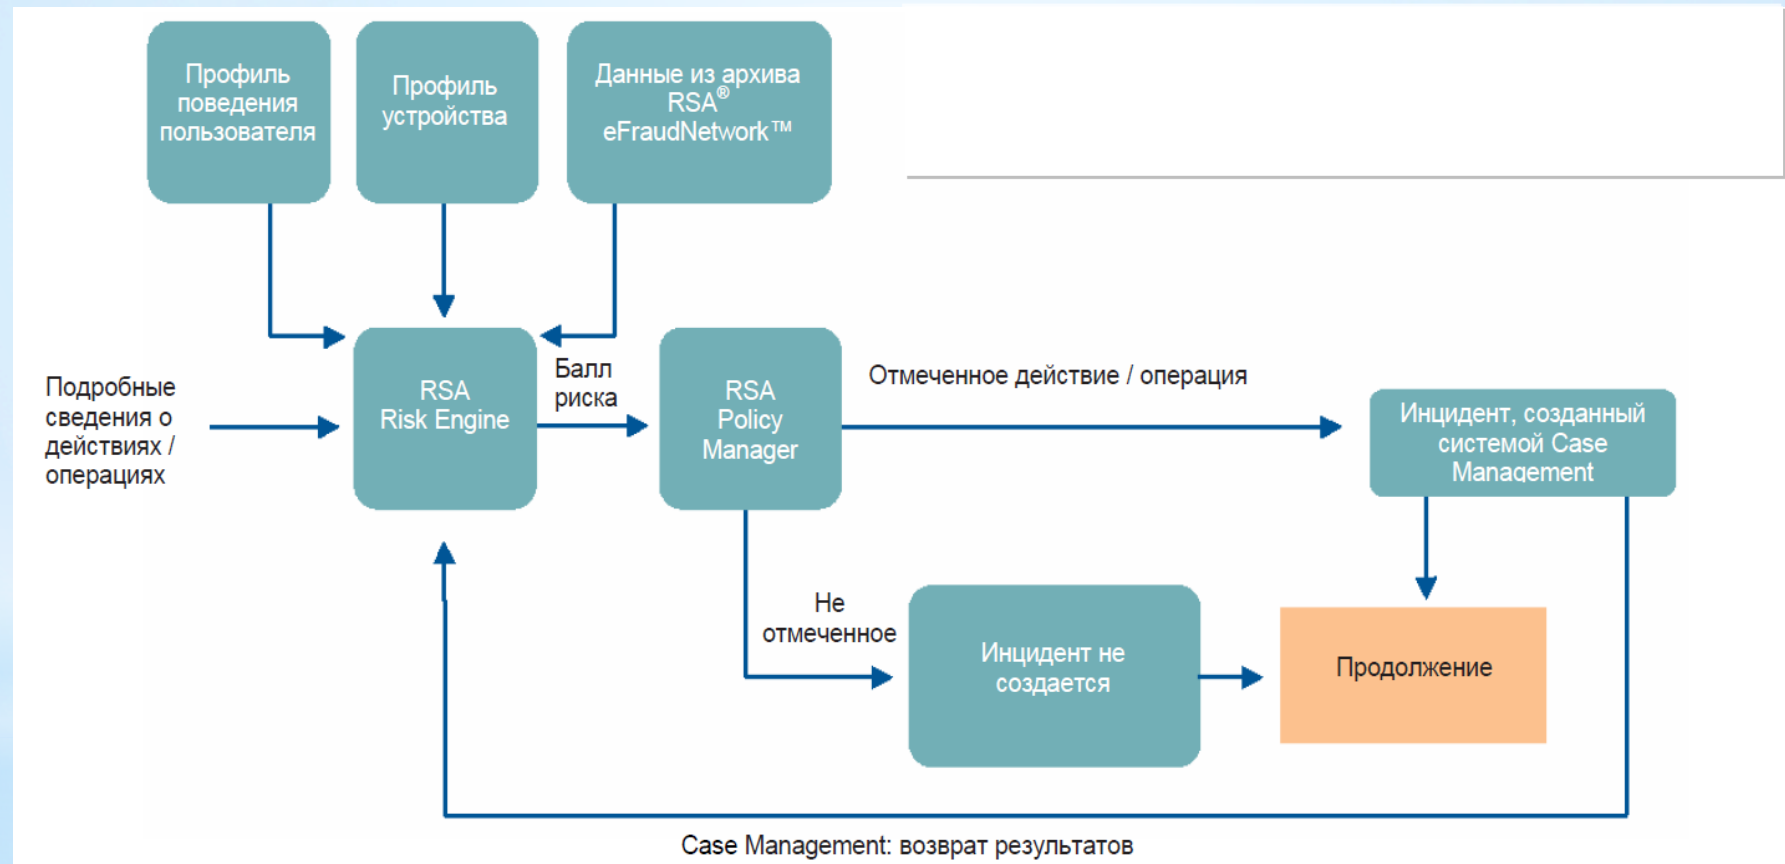 Профиль
поведения
пользователя
Профиль
устройства
Данные из архива
RSA®
eFraudNetwork™
Подробные
сведения о
действиях /
операциях
RSA
Risk Engine
Балл
риска
RSA
Policy
Manager
Отмеченное действие / операция
Инцидент, созданный
системой Case
Management
Не
отмеченное
Инцидент не
создается
Продолжение
Case Management: возврат результатов